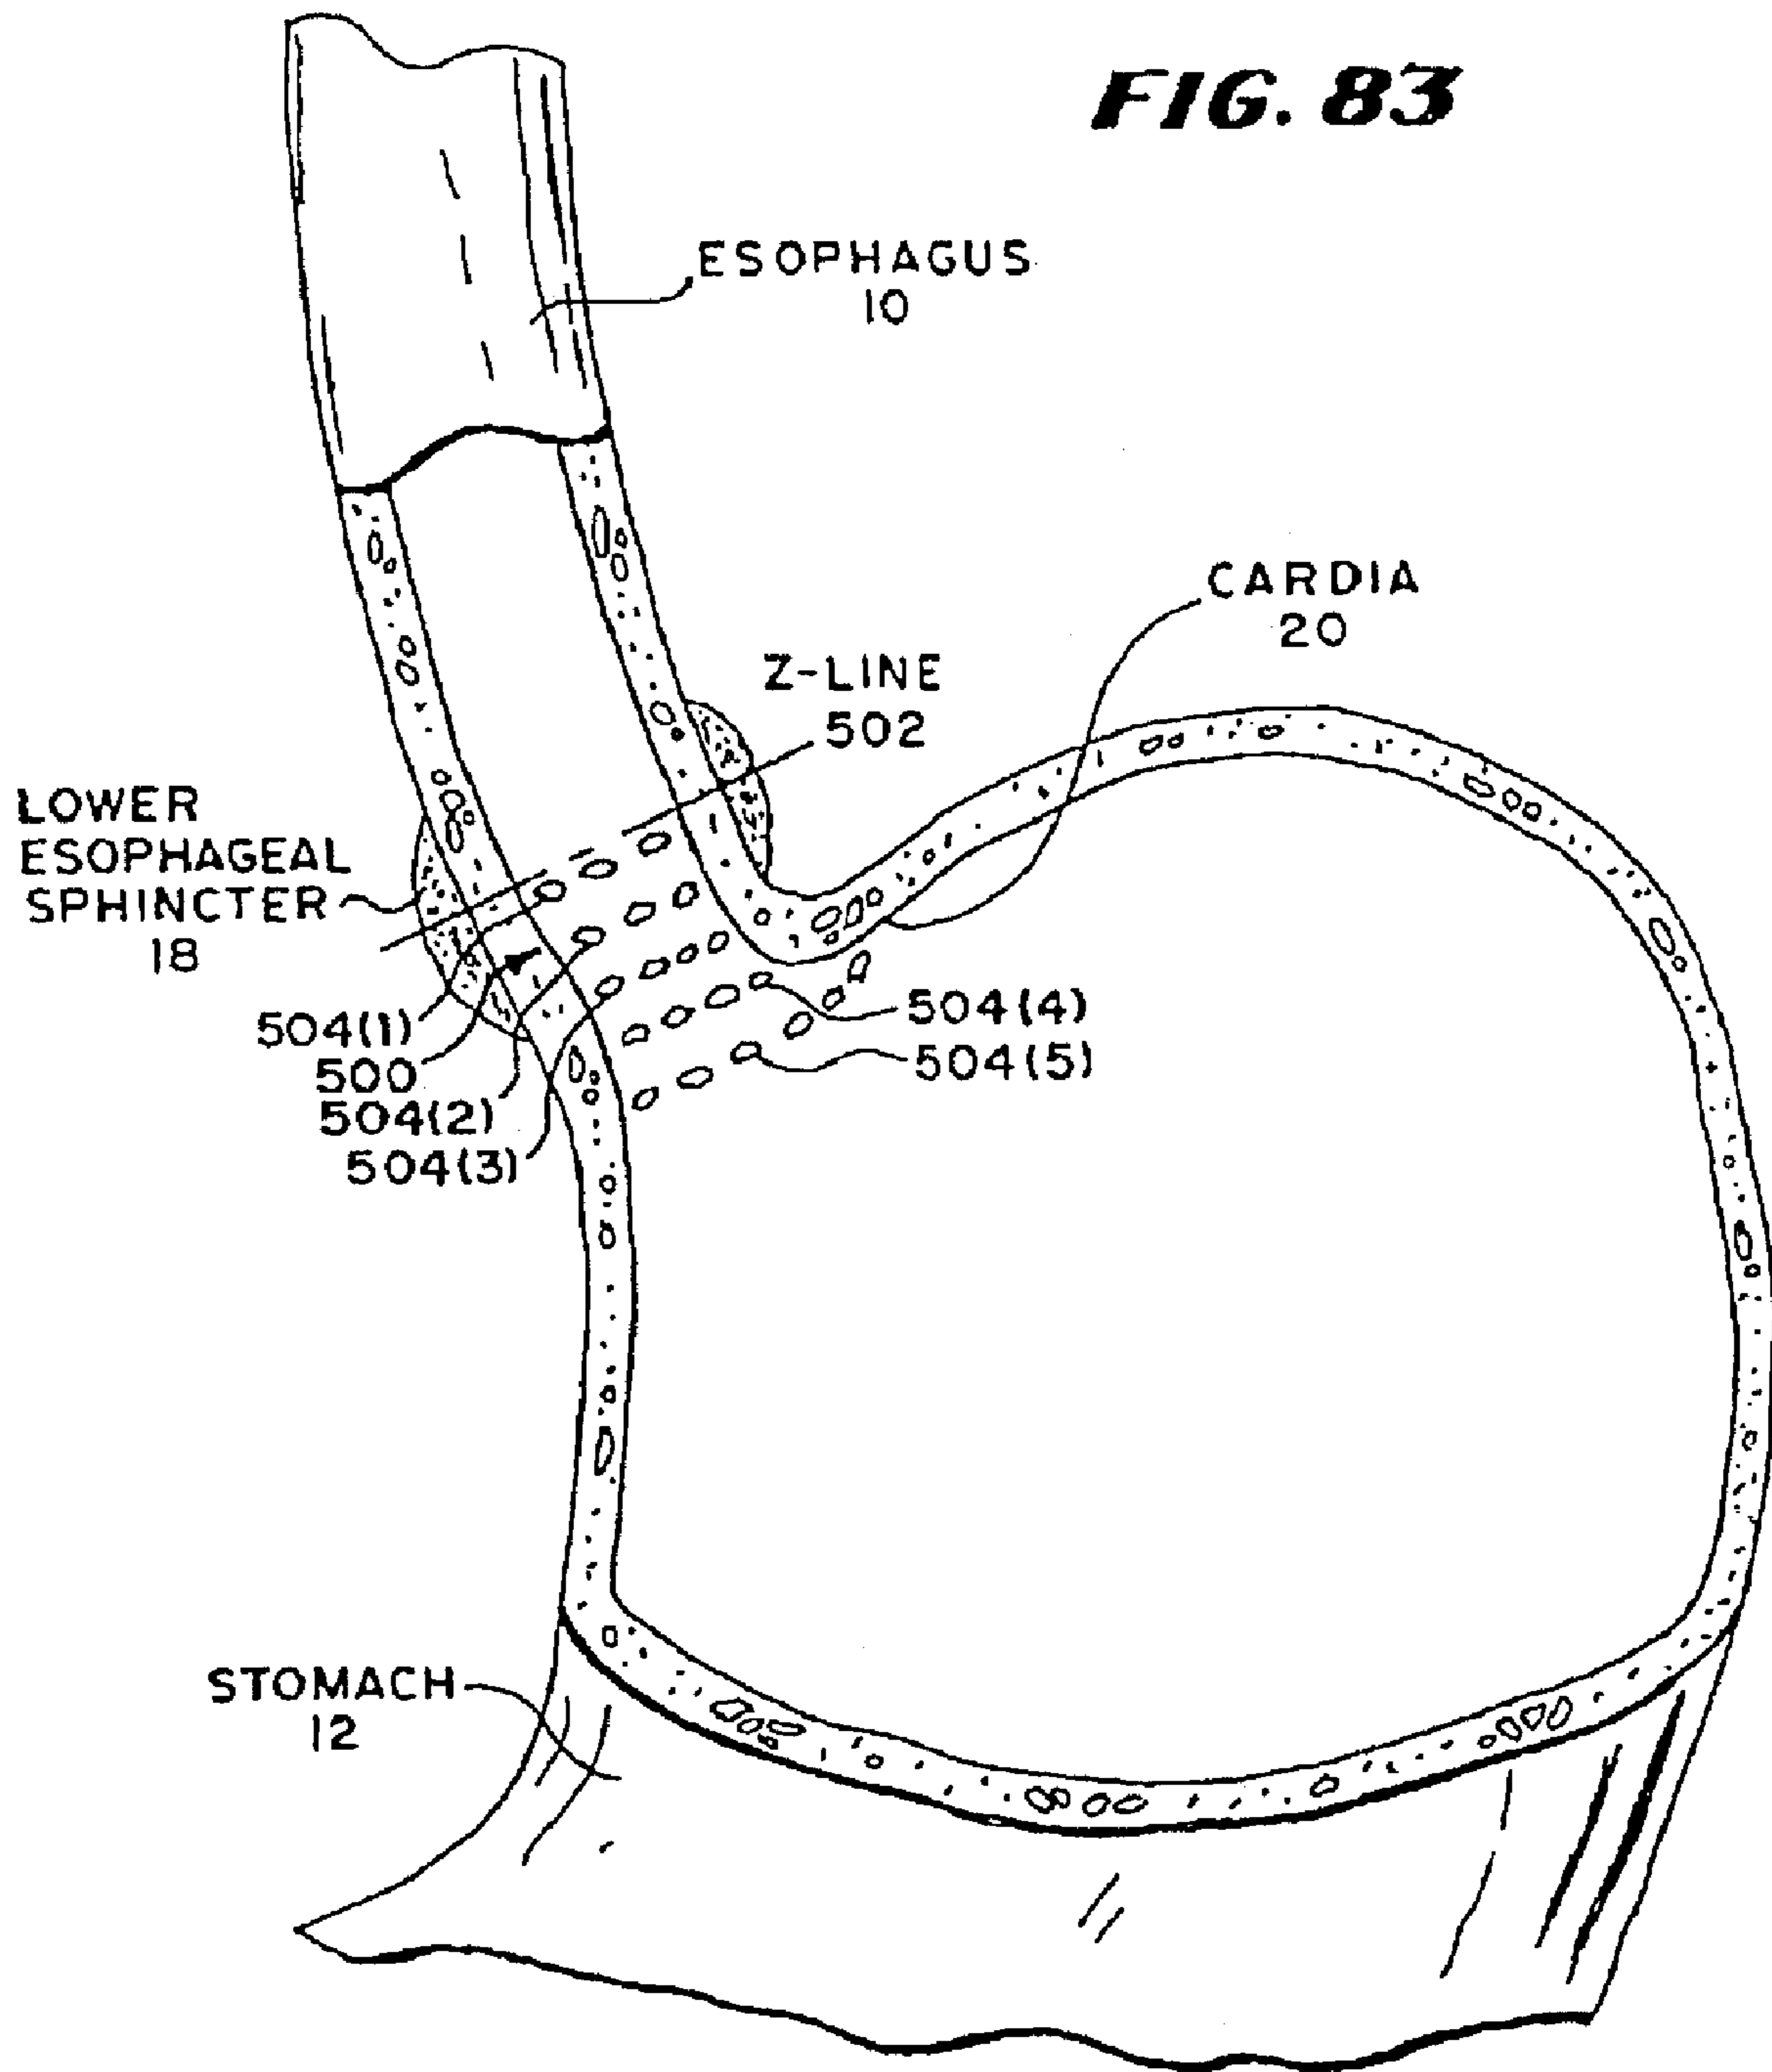 FIG. 83
ESOPHAGUS
10
CARDIA
20
Z-LINE
502
LOWER
ESOPHAGEAL
SPHINCTER
18
504(1)
500
504(2)
504(3)
504(4)
504(5)
STOMACH
12